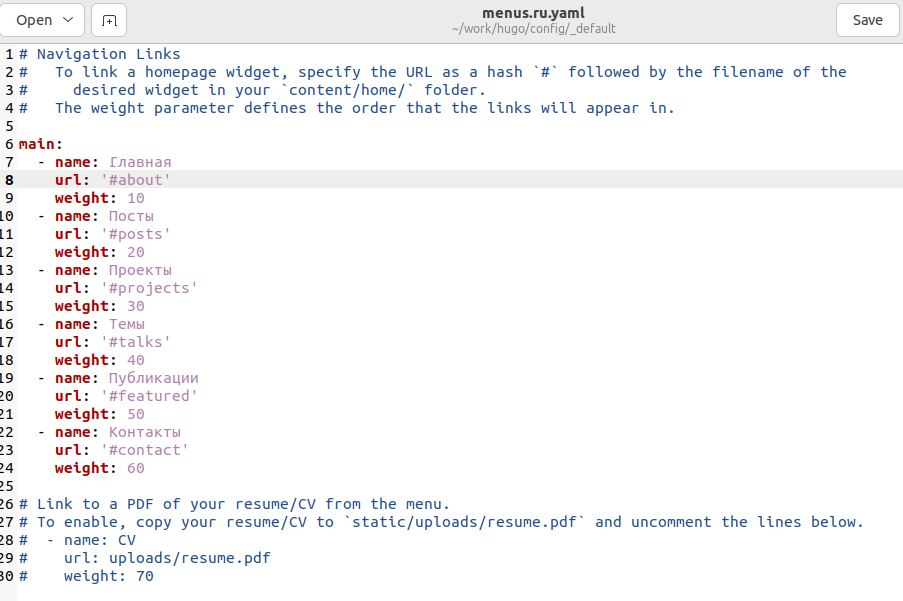 Open
menus.ru.yaml
~/work/hugo/config/_default
Save
1 # Navigation Links
2 #   To link a homepage widget, specify the URL as a hash `#` followed by the filename of the
3 #     desired widget in your `content/home/` folder.
4 #   The weight parameter defines the order that the links will appear in.
5
6 main:
7   - name: Главная
8     url: '#about'
9     weight: 10
10   - name: Посты
11     url: '#posts'
12     weight: 20
13   - name: Проекты
14     url: '#projects'
15     weight: 30
16   - name: Темы
17     url: '#talks'
18     weight: 40
19   - name: Публикации
20     url: '#featured'
21     weight: 50
22   - name: Контакты
23     url: '#contact'
24     weight: 60
25
26 # Link to a PDF of your resume/CV from the menu.
27 # To enable, copy your resume/CV to `static/uploads/resume.pdf` and uncomment the lines below.
28 #  - name: CV
29 #    url: uploads/resume.pdf
30 #    weight: 70